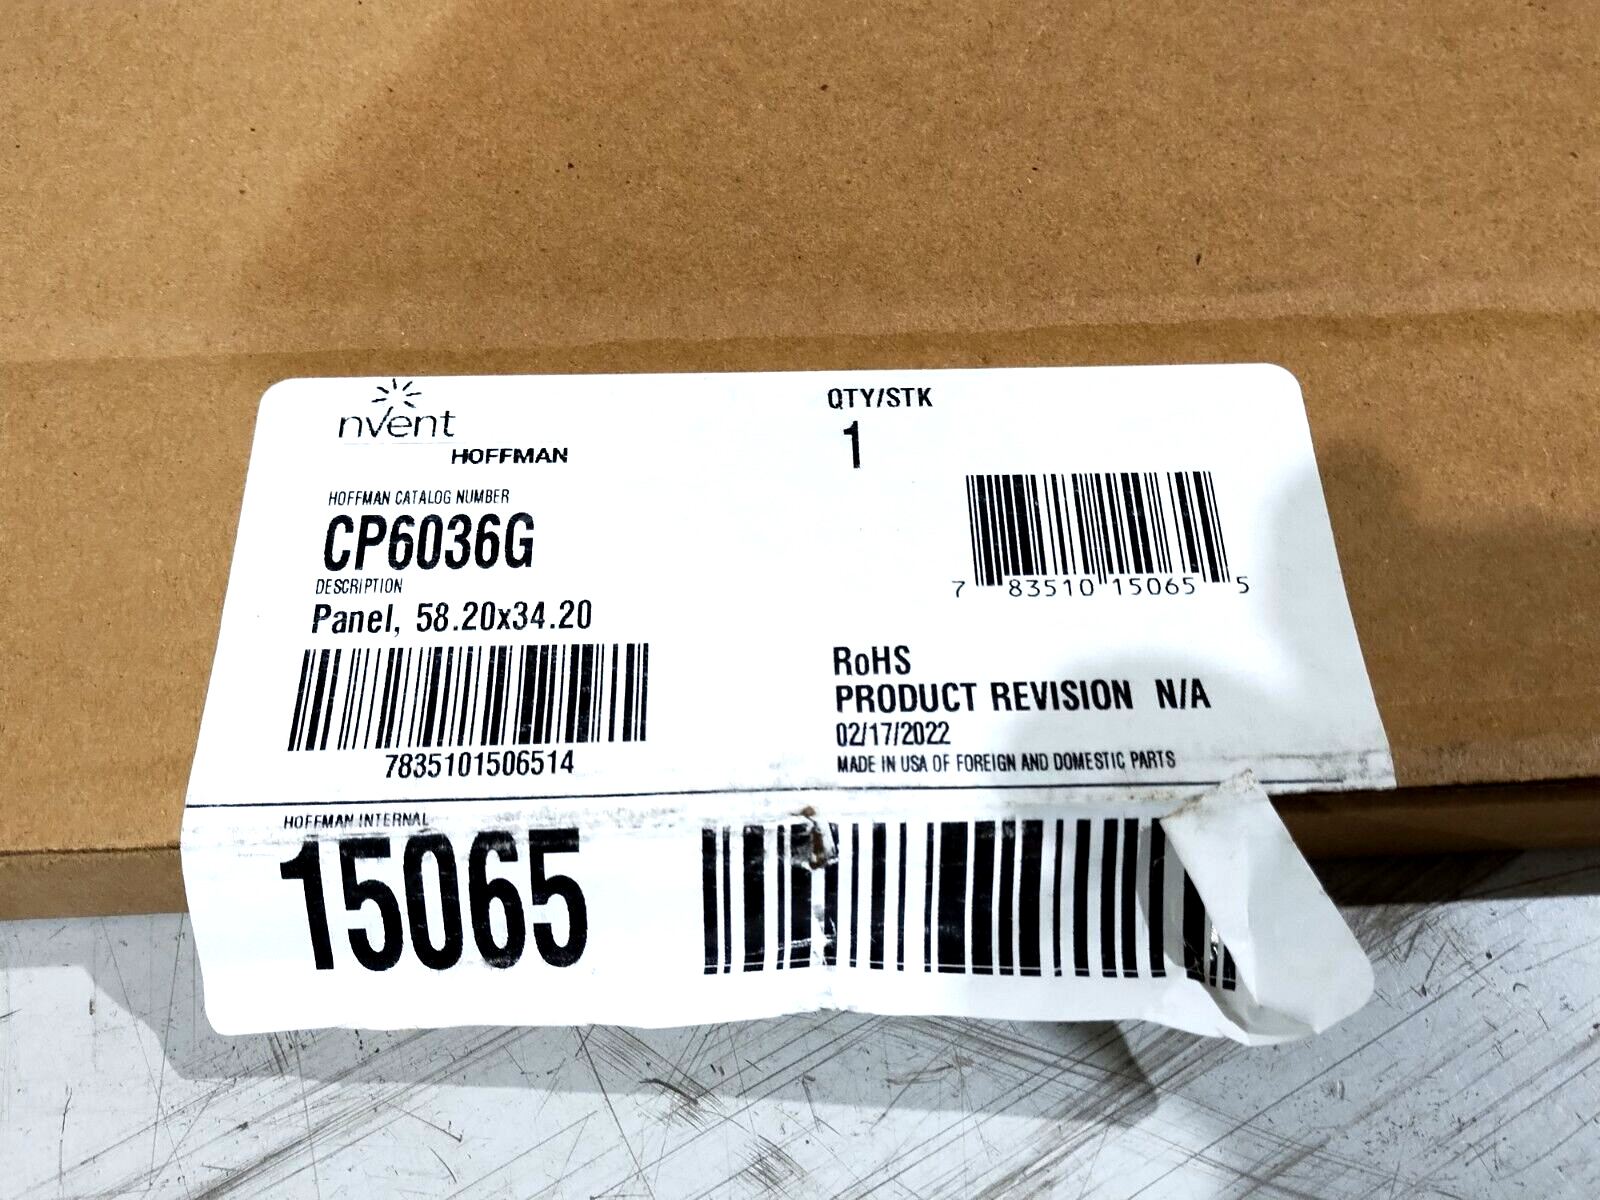 nVent
HOFFMAN
QTY/STK
1
HOFFMAN CATALOG NUMBER
CP6036G
DESCRIPTION
Panel, 58.20x34.20
7835101506514
7 83510 15065 5
RoHS
PRODUCT REVISION N/A
02/17/2022
MADE IN USA OF FOREIGN AND DOMESTIC PARTS
HOFFMAN INTERNAL
15065